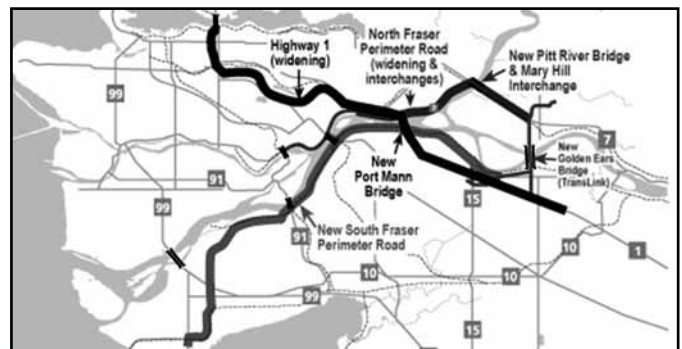 Highway 1
(widening)
North Fraser
Perimeter Road
(widening &
interchanges)
New Pitt River Bridge
& Mary Hill
Interchange
99
7
New
Golden Ears
Bridge
(TransLink)
91
New
Port Mann
Bridge
15
99
New South Fraser
Perimeter Road
91
10
1
10
10
99
15